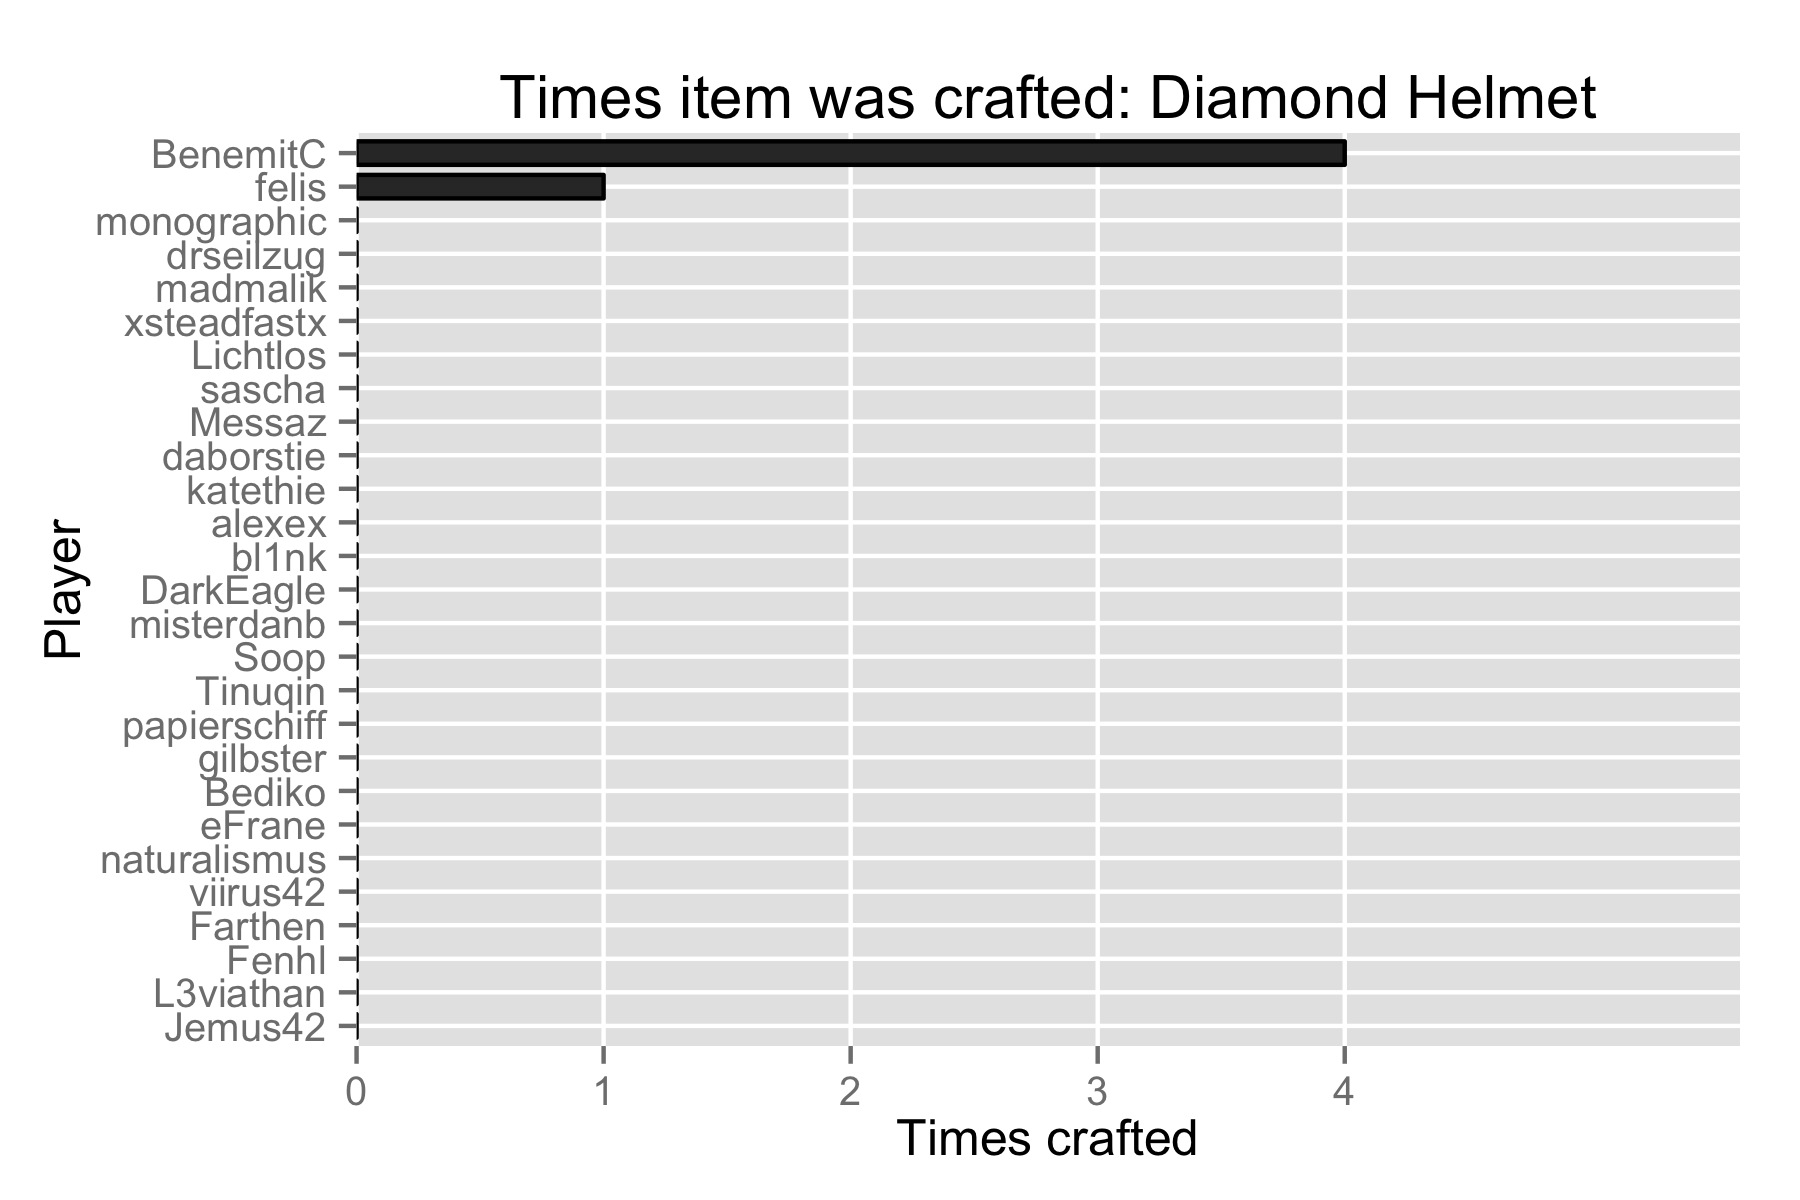 Times item was crafted: Diamond Helmet
BenemitC
felis
monographic
drseilzug
madmalik
xsteadfastx
Lichtlos
sascha
Messaz
daborstie
katethie
alexex
bl1nk
DarkEagle
misterdanb
Soop
Tinuqin
papierschiff
gilbster
Bediko
eFrane
naturalismus
viirus42
Farthen
Fenhl
L3viathan
Jemus42
Player
0 1 2 3 4
Times crafted